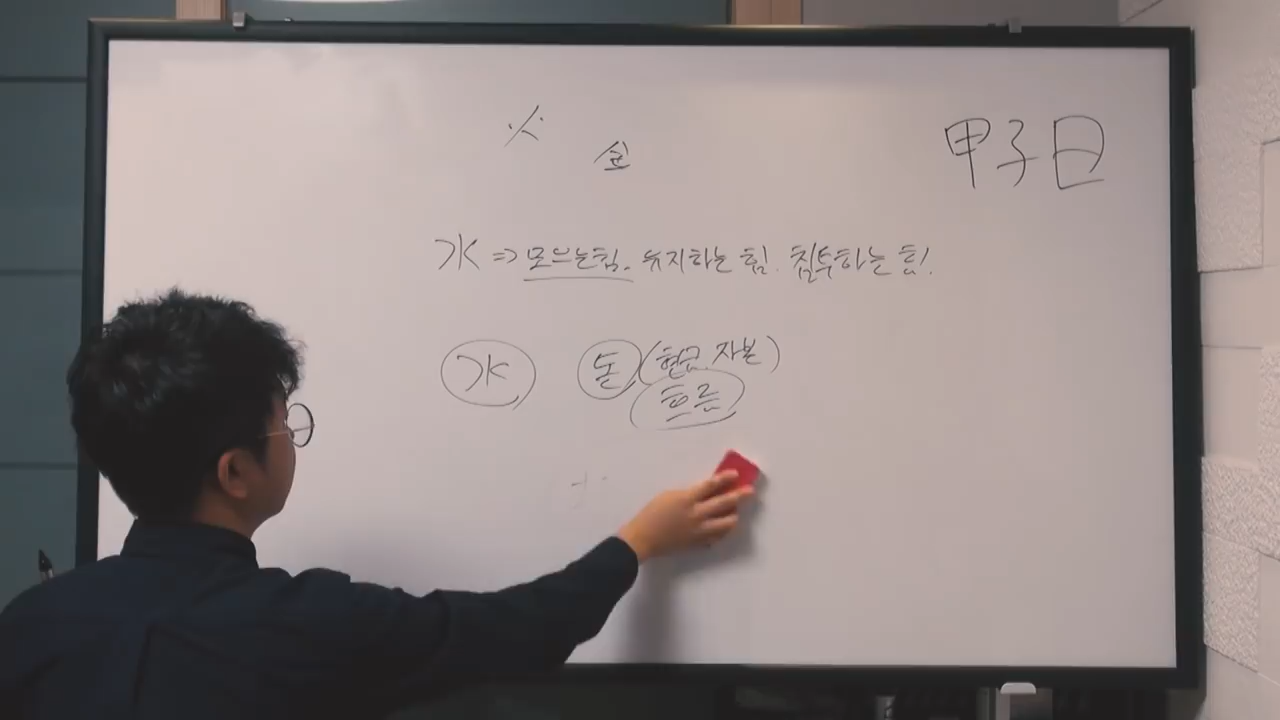 火
甲子日
水 => 모으는힘. 유지하는 힘. 침투하는 힘!
水 돈 (현금 자본)
흐름